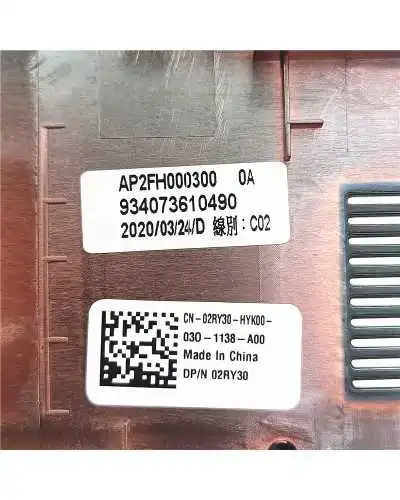 AP2FH000300 0A
934073610490
2020/03/24/D 線別：C02
CN-02RY30-HYK00-
030-1138-A00
Made In China
DP/N 02RY30